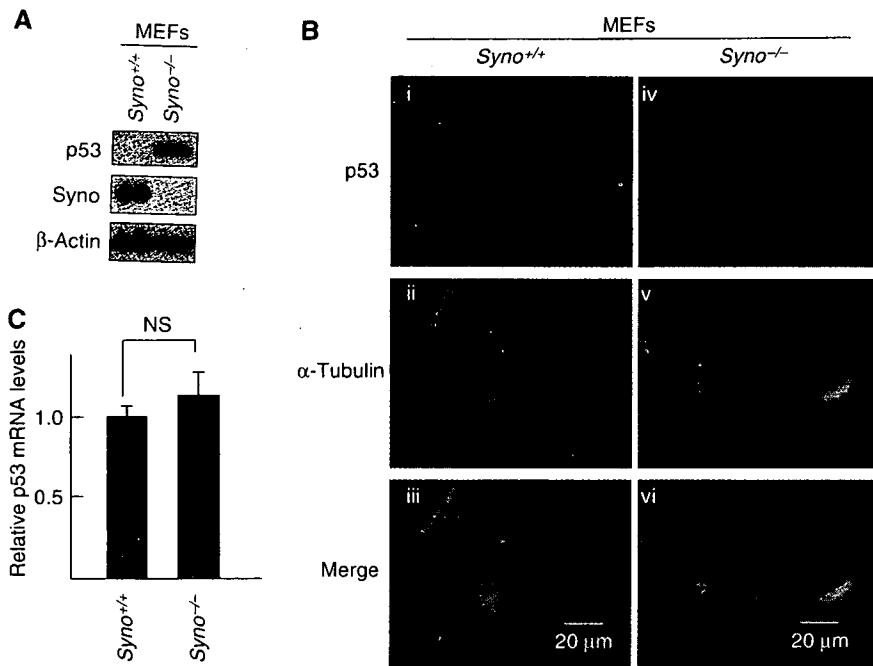 A
MEFs
Syno+/+
Syno−/−
p53
Syno
β-Actin
B
MEFs
Syno+/+
Syno−/−
p53
α-Tubulin
Merge
i
iv
ii
v
iii
vi
20 μm
20 μm
C
NS
Relative p53 mRNA levels
1.0
0.5
Syno+/+
Syno−/−